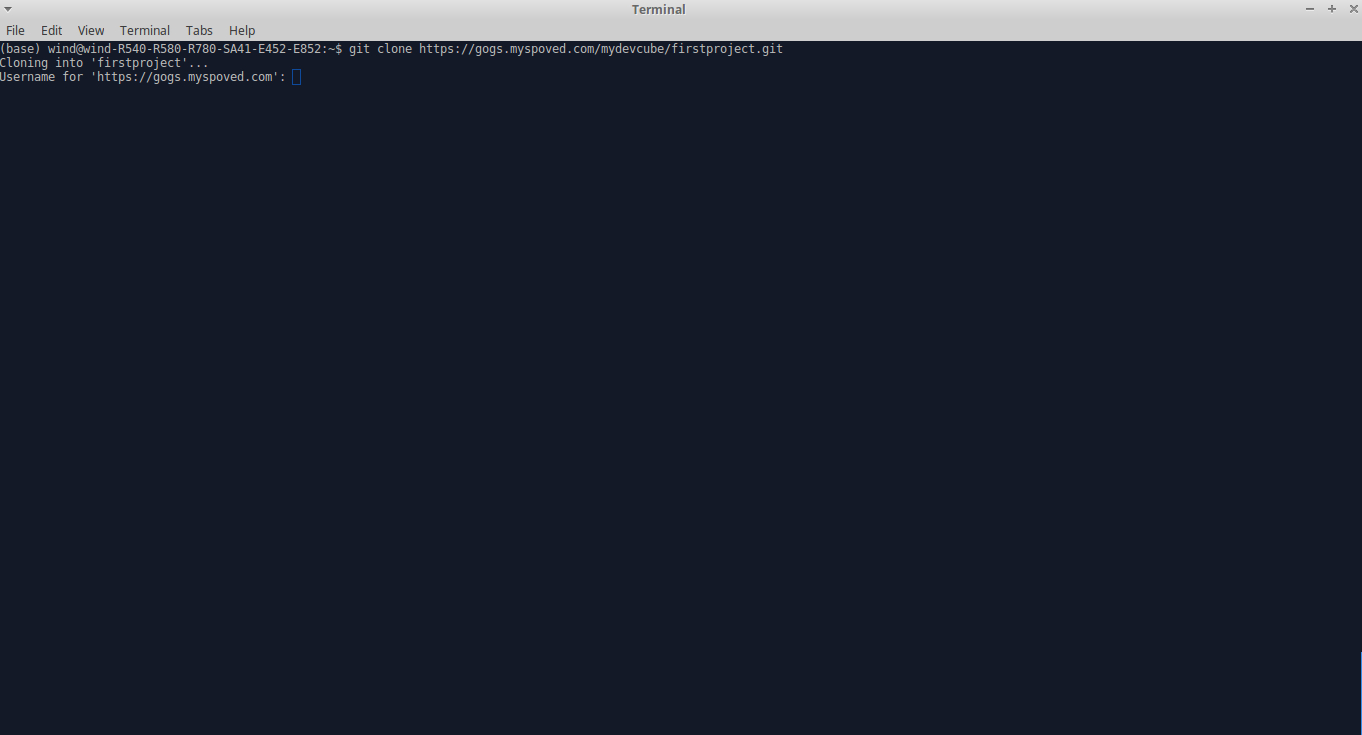 Terminal
File Edit View Terminal Tabs Help
(base) wind@wind-R540-R580-R780-SA41-E452-E852:~$ git clone https://gogs.myspoved.com/mydevcube/firstproject.git
Cloning into 'firstproject'...
Username for 'https://gogs.myspoved.com':